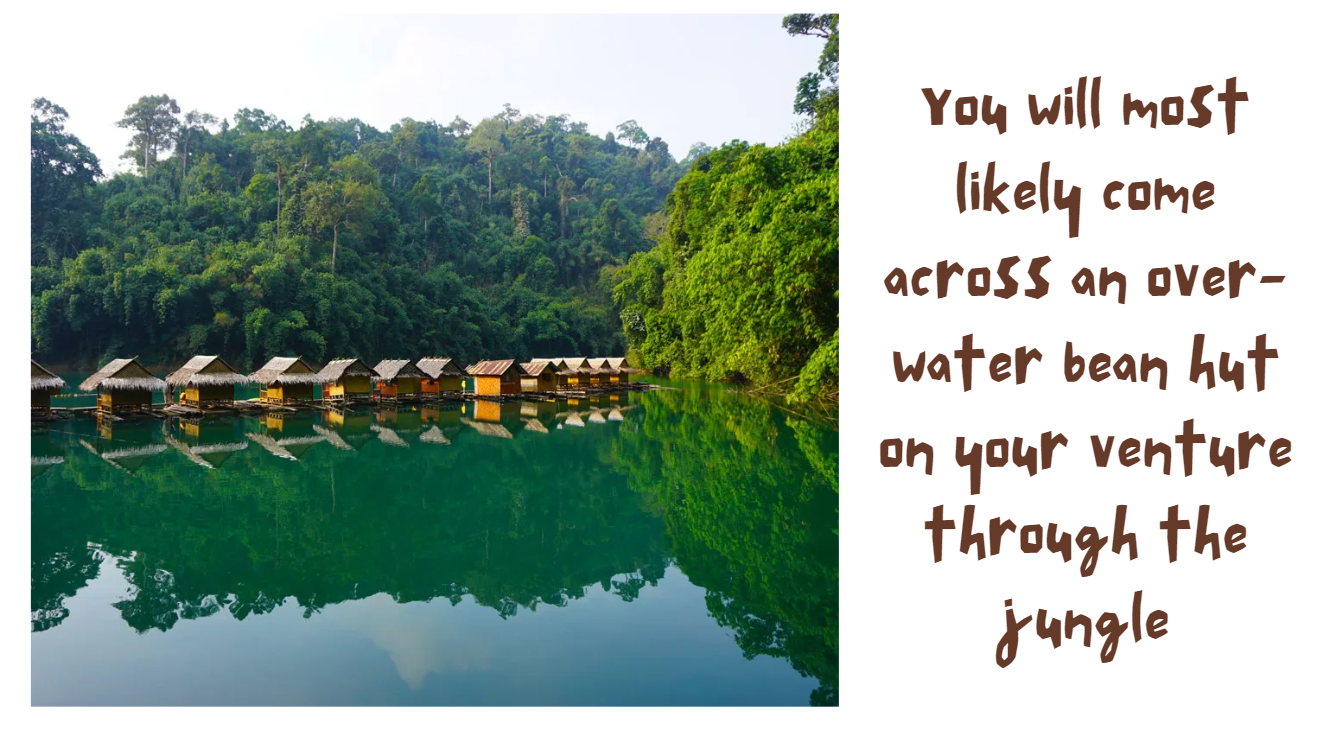 You will most
likely come
across an over-
water bean hut
on your venture
through the
jungle